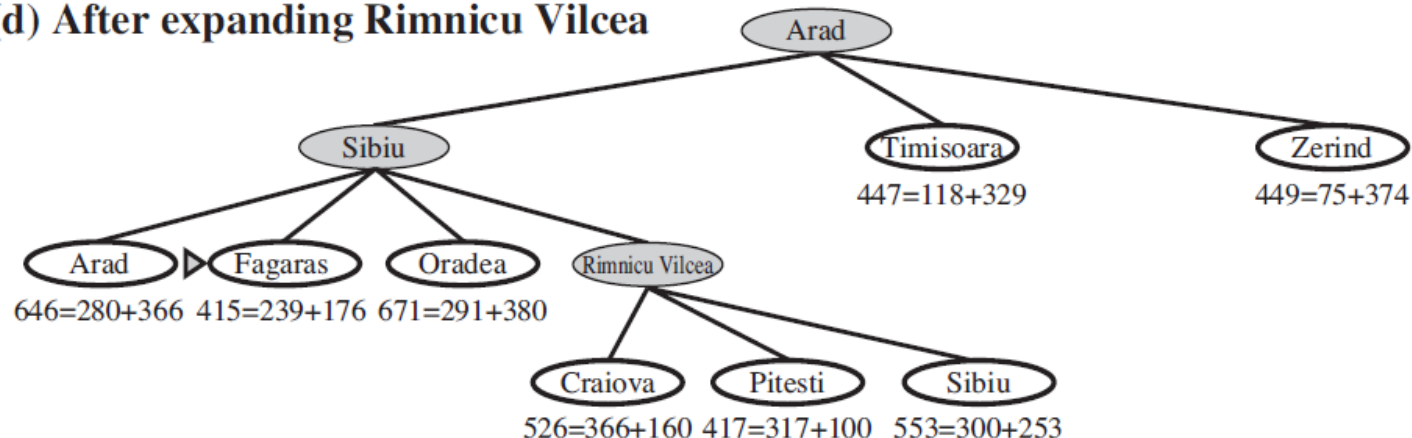 d) After expanding Rimnicu Vilcea
Arad
Sibiu
Timisoara
Zerind
447=118+329
449=75+374
Arad
Fagaras
Oradea
Rimnicu Vilcea
646=280+366
415=239+176
671=291+380
Craiova
Pitesti
Sibiu
526=366+160
417=317+100
553=300+253